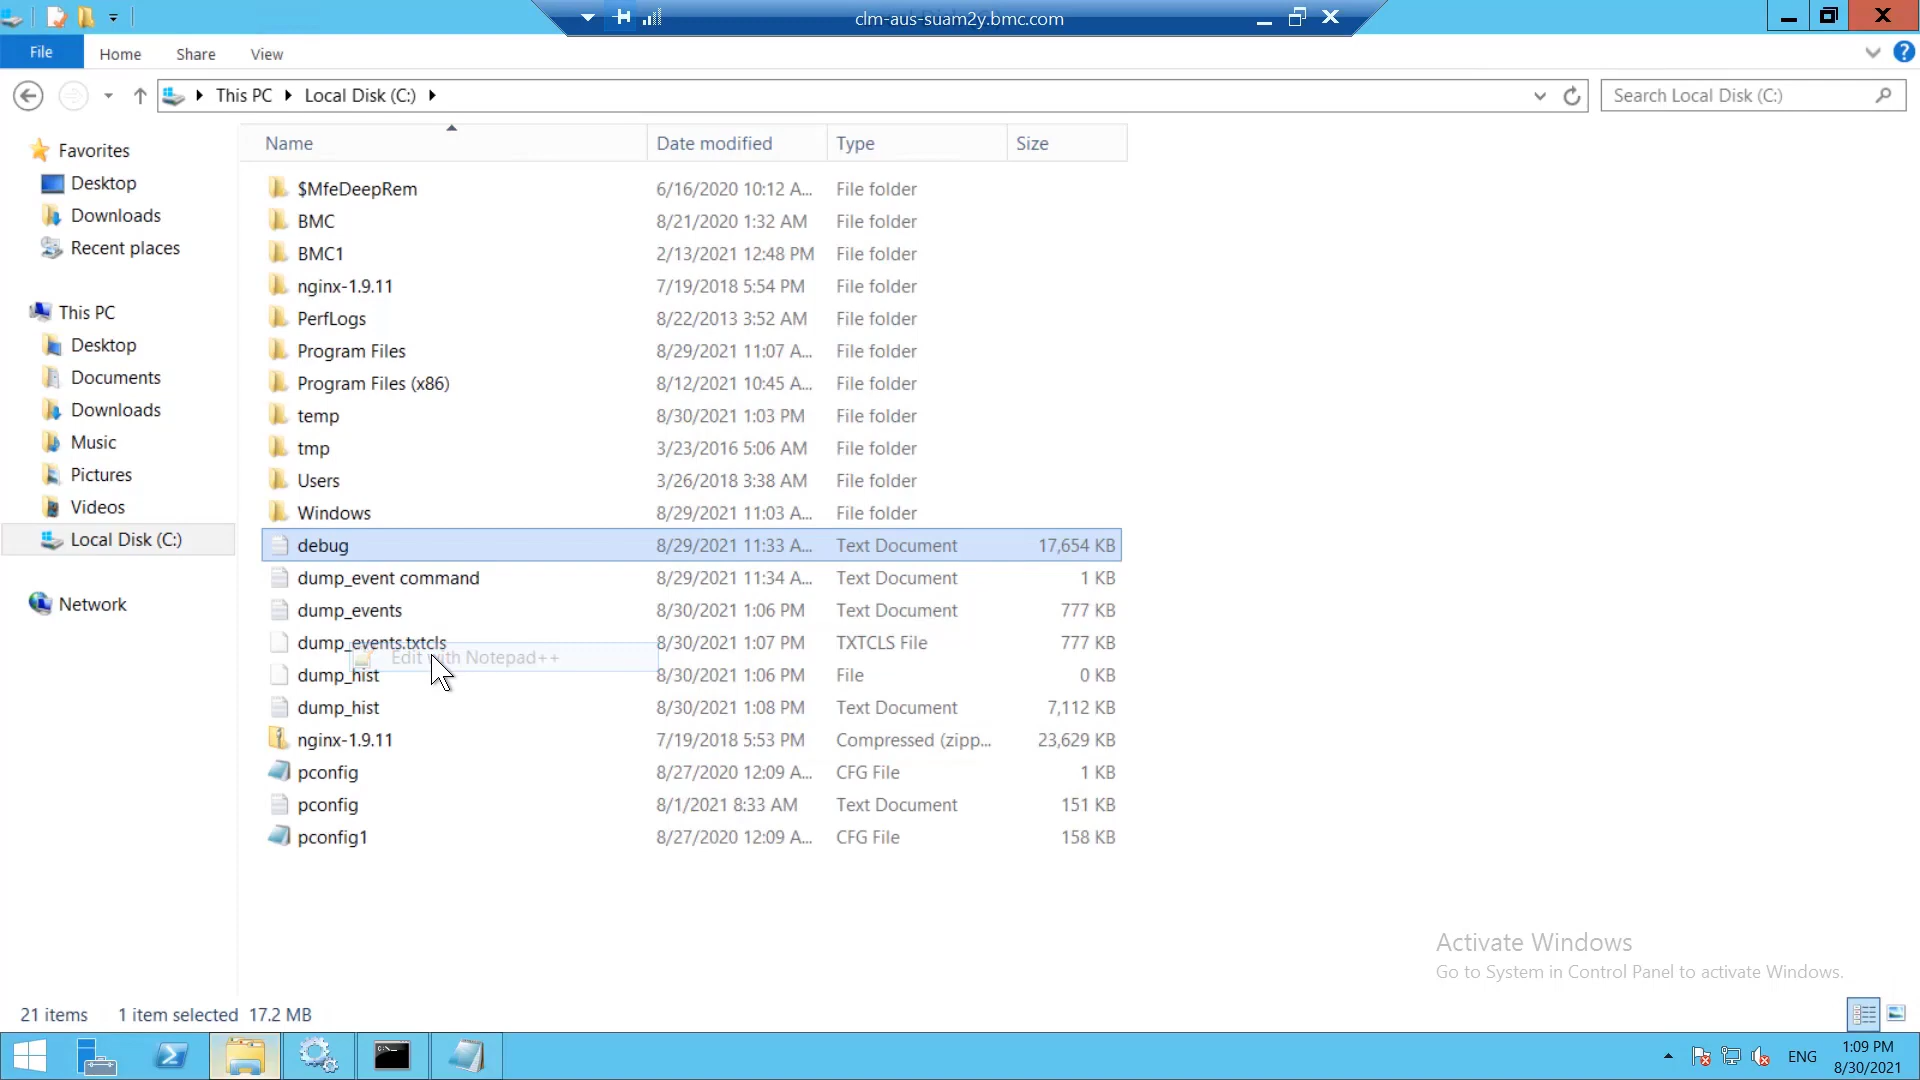 clm-aus-suam2y.bmc.com
File Home Share View
This PC Local Disk (C:) Search Local Disk (C:)
Name Date modified Type Size
Favorites
Desktop
Downloads
Recent places
This PC
Desktop
Documents
Downloads
Music
Pictures
Videos
Local Disk (C:)
Network
$MfeDeepRem 6/16/2020 10:12 A... File folder
BMC 8/21/2020 1:32 AM File folder
BMC1 2/13/2021 12:48 PM File folder
nginx-1.9.11 7/19/2018 5:54 PM File folder
PerfLogs 8/22/2013 3:52 AM File folder
Program Files 8/29/2021 11:07 A... File folder
Program Files (x86) 8/12/2021 10:45 A... File folder
temp 8/30/2021 1:03 PM File folder
tmp 3/23/2016 5:06 AM File folder
Users 3/26/2018 3:38 AM File folder
Windows 8/29/2021 11:03 A... File folder
debug 8/29/2021 11:33 A... Text Document 17,654 KB
dump_event command 8/29/2021 11:34 A... Text Document 1 KB
dump_events 8/30/2021 1:06 PM Text Document 777 KB
dump_events.txtcls 8/30/2021 1:07 PM TXTCLS File 777 KB
Edit with Notepad++
dump_hist 8/30/2021 1:06 PM File 0 KB
dump_hist 8/30/2021 1:08 PM Text Document 7,112 KB
nginx-1.9.11 7/19/2018 5:53 PM Compressed (zipp... 23,629 KB
pconfig 8/27/2020 12:09 A... CFG File 1 KB
pconfig 8/1/2021 8:33 AM Text Document 151 KB
pconfig1 8/27/2020 12:09 A... CFG File 158 KB
Activate Windows
Go to System in Control Panel to activate Windows.
21 items 1 item selected 17.2 MB
ENG 1:09 PM
8/30/2021